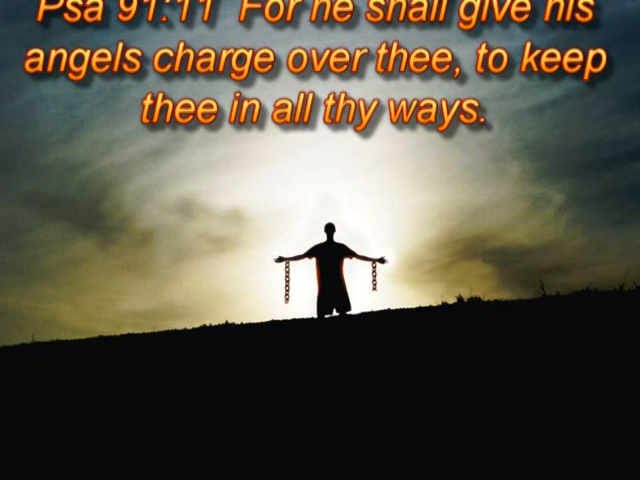 Psa 91:11 For he shall give his
angels charge over thee, to keep
thee in all thy ways.